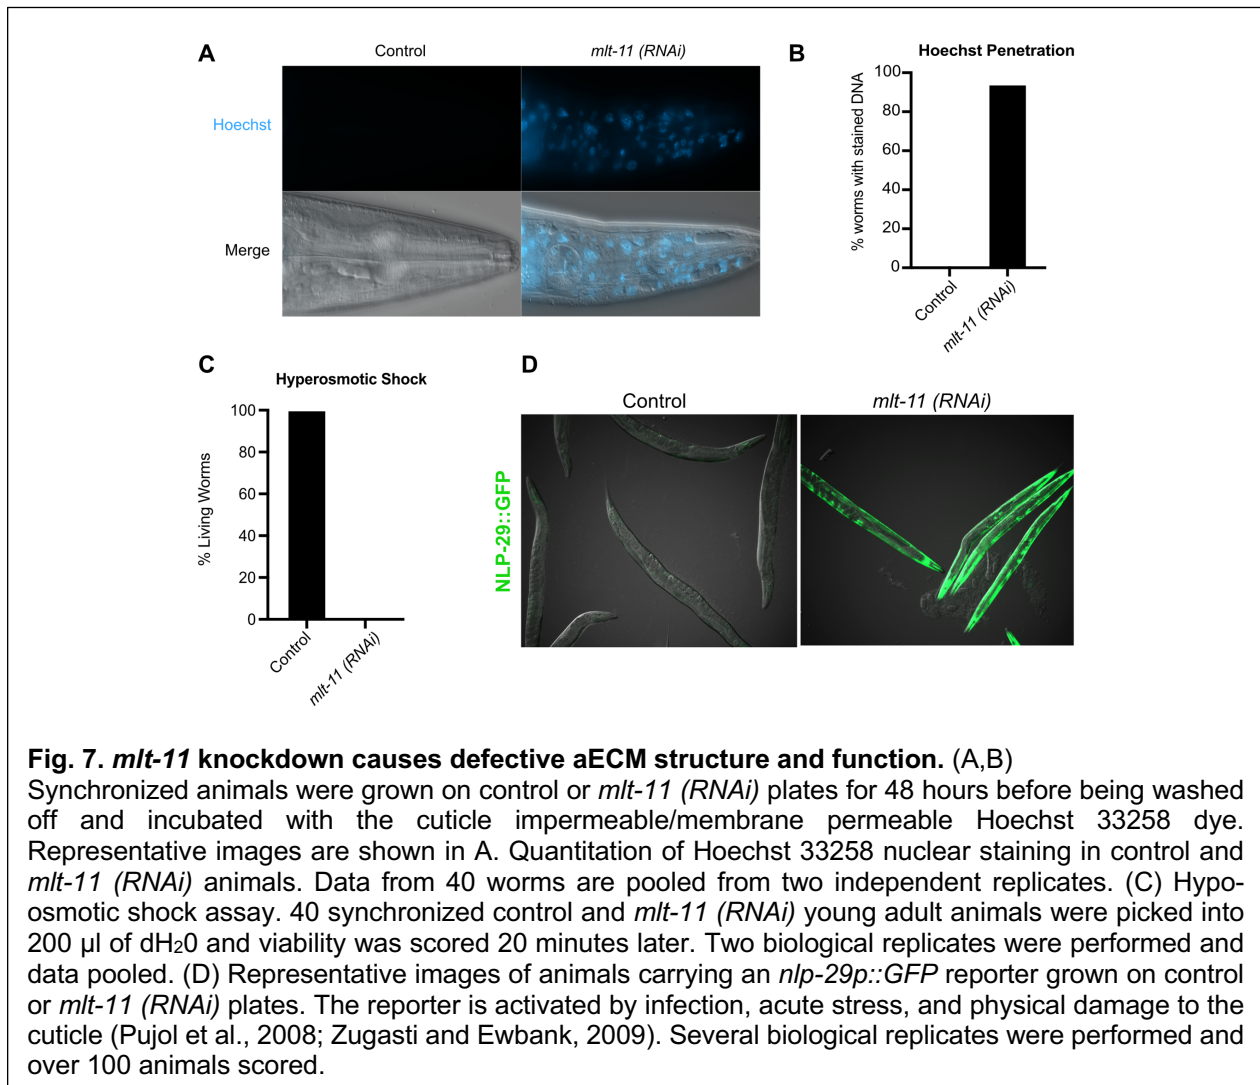 A
Control
mlt-11 (RNAi)
Hoechst
Merge
B
Hoechst Penetration
% worms with stained DNA
100
80
60
40
20
0
Control
mlt-11 (RNAi)
C
Hyperosmotic Shock
% Living Worms
100
80
60
40
20
0
Control
mlt-11 (RNAi)
D
Control
mlt-11 (RNAi)
NLP-29::GFP
Fig. 7. mlt-11 knockdown causes defective aECM structure and function. (A,B)
Synchronized animals were grown on control or mlt-11 (RNAi) plates for 48 hours before being washed
off and incubated with the cuticle impermeable/membrane permeable Hoechst 33258 dye.
Representative images are shown in A. Quantitation of Hoechst 33258 nuclear staining in control and
mlt-11 (RNAi) animals. Data from 40 worms are pooled from two independent replicates. (C) Hypo-
osmotic shock assay. 40 synchronized control and mlt-11 (RNAi) young adult animals were picked into
200 µl of dH₂0 and viability was scored 20 minutes later. Two biological replicates were performed and
data pooled. (D) Representative images of animals carrying an nlp-29p::GFP reporter grown on control
or mlt-11 (RNAi) plates. The reporter is activated by infection, acute stress, and physical damage to the
cuticle (Pujol et al., 2008; Zugasti and Ewbank, 2009). Several biological replicates were performed and
over 100 animals scored.